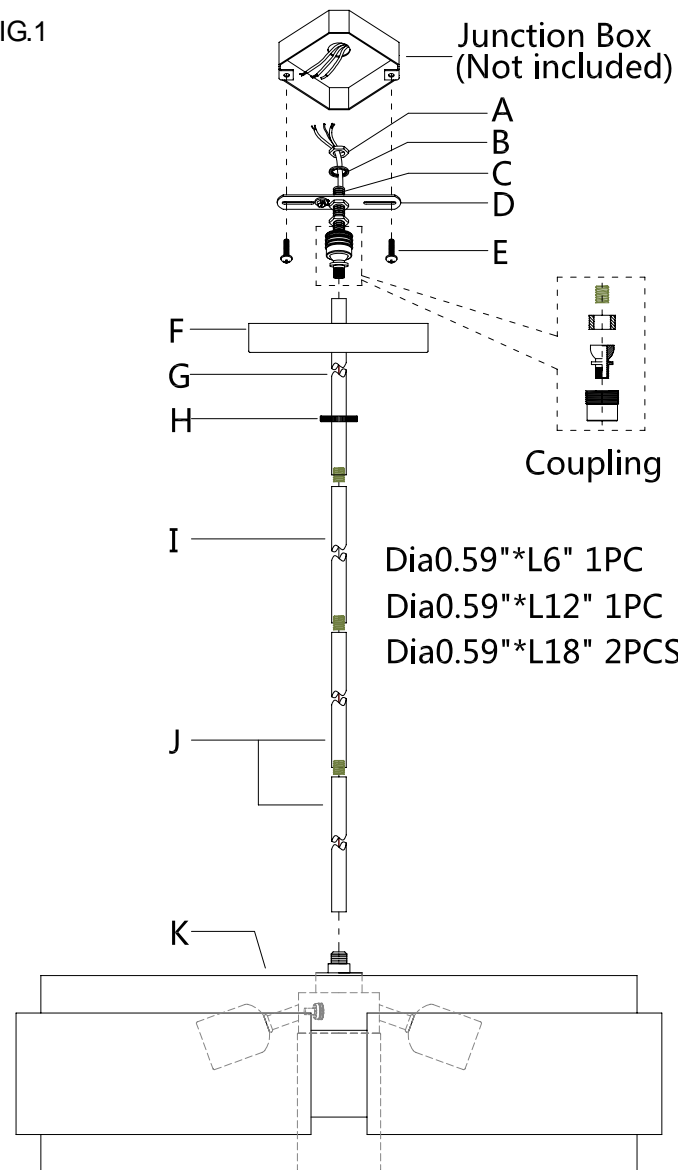 IG.1
Junction Box
(Not included)
A
B
C
D
E
F
G
H
Coupling
I
Dia0.59"*L6" 1PC
Dia0.59"*L12" 1PC
Dia0.59"*L18" 2PCS
J
K